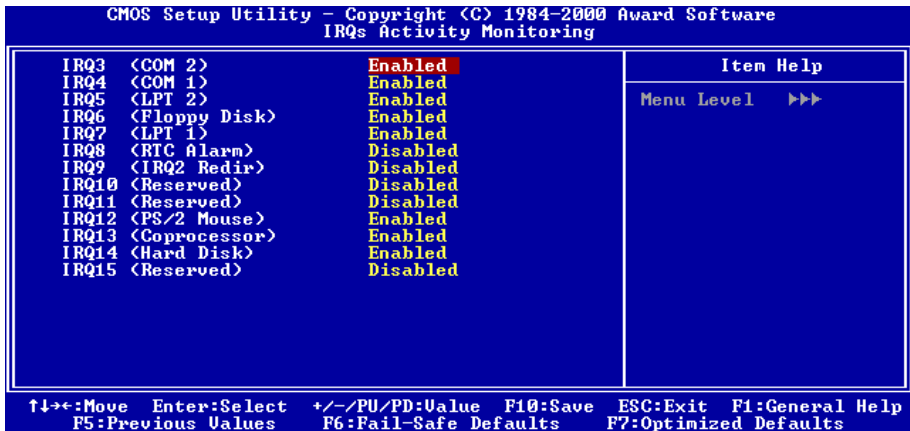 CMOS Setup Utility - Copyright (C) 1984-2000 Award Software
IRQs Activity Monitoring
IRQ3 (COM 2) Enabled
IRQ4 (COM 1) Enabled
IRQ5 (LPT 2) Enabled
IRQ6 (Floppy Disk) Enabled
IRQ7 (LPT 1) Enabled
IRQ8 (RTC Alarm) Disabled
IRQ9 (IRQ2 Redir) Disabled
IRQ10 (Reserved) Disabled
IRQ11 (Reserved) Disabled
IRQ12 (PS/2 Mouse) Enabled
IRQ13 (Coprocessor) Enabled
IRQ14 (Hard Disk) Enabled
IRQ15 (Reserved) Disabled
Item Help
Menu Level ►►►
↑↓→←:Move Enter:Select +/-/PU/PD:Value F10:Save ESC:Exit F1:General Help
F5:Previous Values F6:Fail-Safe Defaults F7:Optimized Defaults